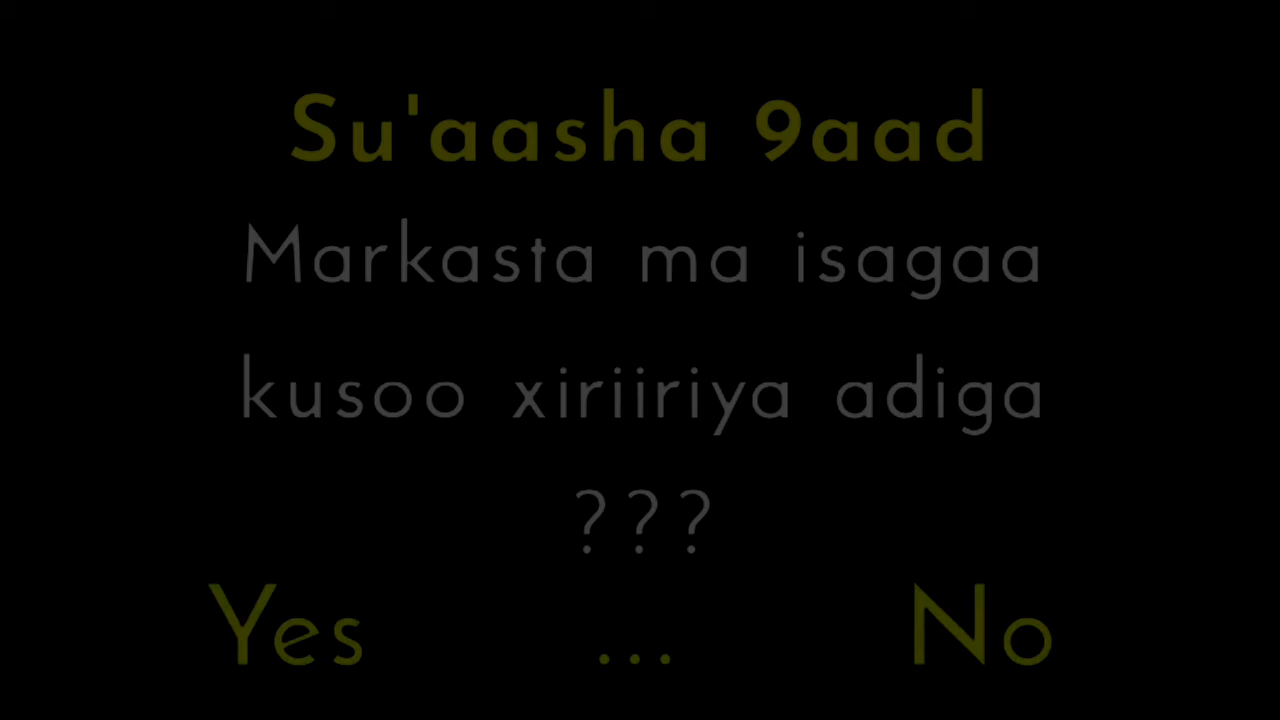 Su'aasha 9aad
Markasta ma isagaa
kusoo xiriiriya adiga
???
Yes ... No